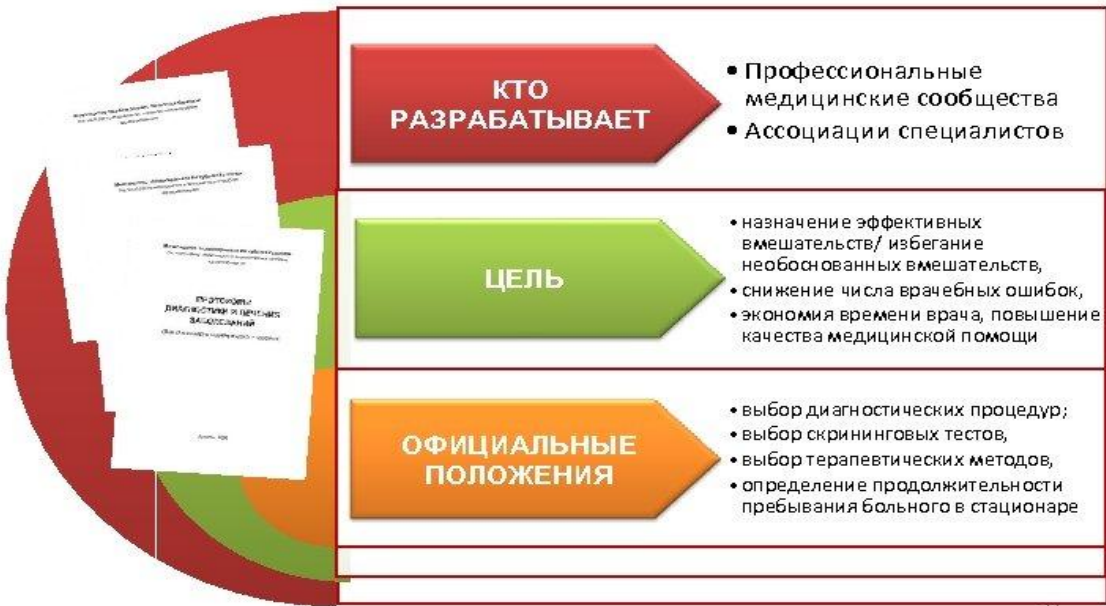 КТО
РАЗРАБАТЫВАЕТ
• Профессиональные
медицинские сообщества
• Ассоциации специалистов
ЦЕЛЬ
• назначение эффективных
вмешательств/ избегание
необоснованных вмешательств,
• снижение числа врачебных ошибок,
• экономия времени врача, повышение
качества медицинской помощи
ОФИЦИАЛЬНЫЕ
ПОЛОЖЕНИЯ
• выбор диагностических процедур;
• выбор скрининговых тестов,
• выбор терапевтических методов,
• определение продолжительности
пребывания больного в стационаре
ПРОТОКОЛЫ
ДИАГНОСТИКИ И ЛЕЧЕНИЯ
ЗАБОЛЕВАНИЙ